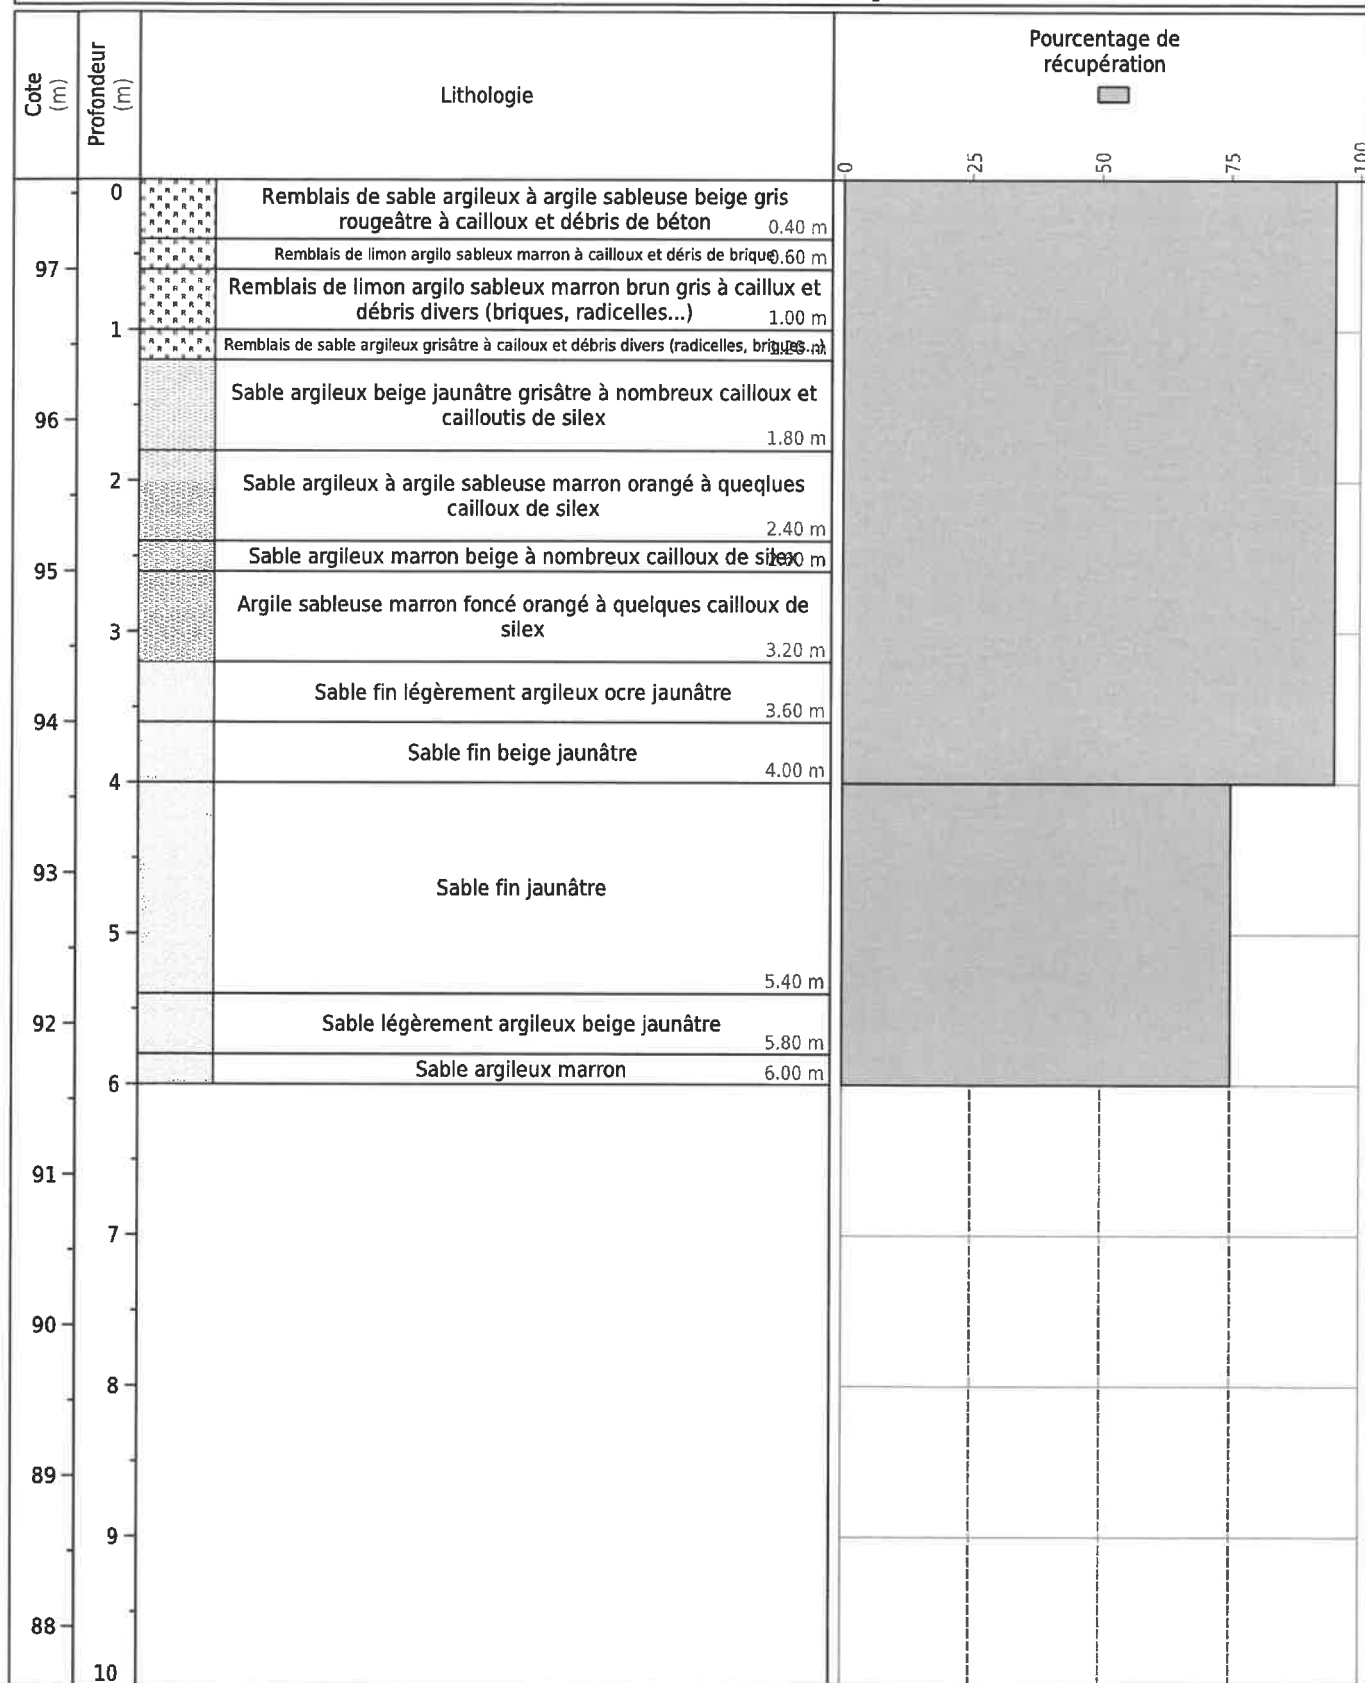 Cote
(m)
Profondeur
(m)
Lithologie
Pourcentage de
récupération
0
25
50
75
100
0
Remblais de sable argileux à argile sableuse beige gris
rougeâtre à cailloux et débris de béton
0.40 m
Remblais de limon argilo sableux marron à cailloux et déris de brique
0.60 m
97
Remblais de limon argilo sableux marron brun gris à caillux et
débris divers (briques, radicelles...)
1.00 m
1
Remblais de sable argileux grisâtre à cailoux et débris divers (radicelles, briques...)
Sable argileux beige jaunâtre grisâtre à nombreux cailloux et
cailloutis de silex
96
1.80 m
2
Sable argileux à argile sableuse marron orangé à queqlues
cailloux de silex
2.40 m
Sable argileux marron beige à nombreux cailloux de silex
95
Argile sableuse marron foncé orangé à quelques cailloux de
silex
3
3.20 m
Sable fin légèrement argileux ocre jaunâtre
3.60 m
94
Sable fin beige jaunâtre
4.00 m
4
93
Sable fin jaunâtre
5
5.40 m
92
Sable légèrement argileux beige jaunâtre
5.80 m
Sable argileux marron
6.00 m
6
91
7
90
8
89
9
88
10